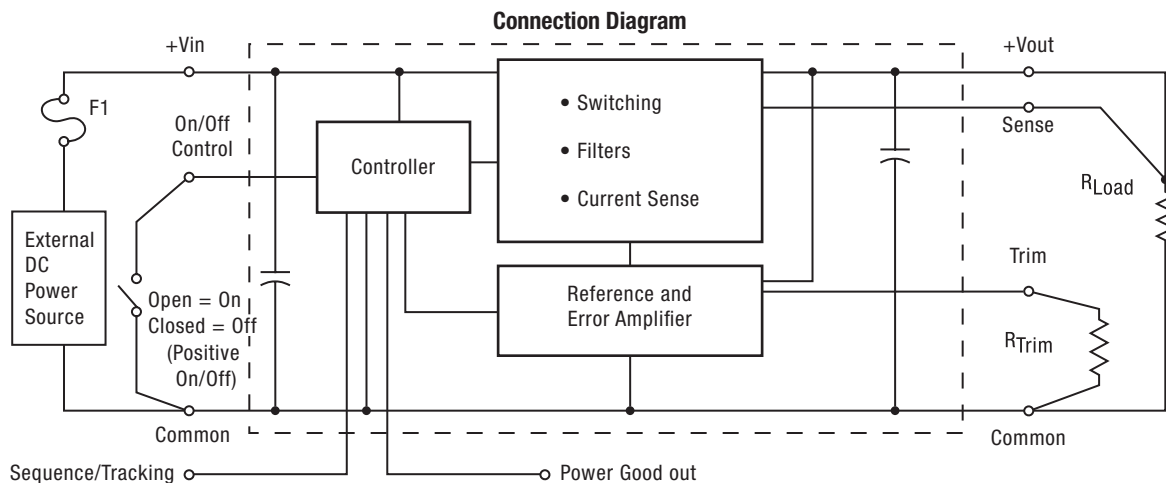 Connection Diagram
+Vin
+Vout
F1
On/Off
Control
Controller
• Switching
• Filters
• Current Sense
Sense
RLoad
External
DC
Power
Source
Open = On
Closed = Off
(Positive
On/Off)
Reference and
Error Amplifier
Trim
RTrim
Common
Common
Sequence/Tracking
Power Good out